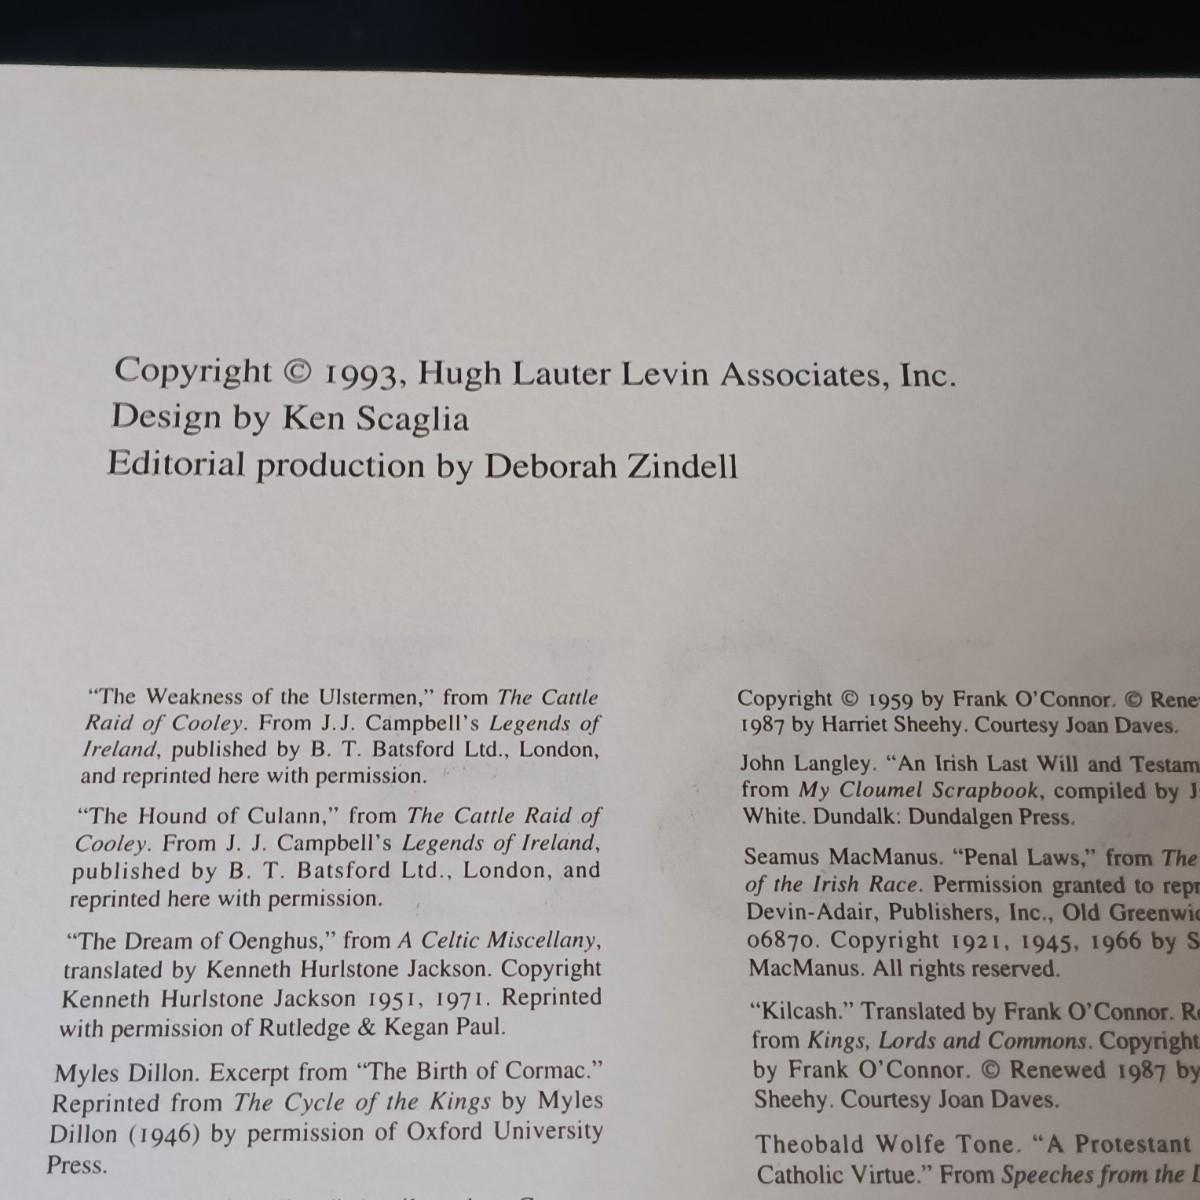 Copyright © 1993, Hugh Lauter Levin Associates, Inc.
Design by Ken Scaglia
Editorial production by Deborah Zindell
“The Weakness of the Ulstermen,” from The Cattle
Raid of Cooley. From J.J. Campbell’s Legends of
Ireland, published by B. T. Batsford Ltd., London,
and reprinted here with permission.
“The Hound of Culann,” from The Cattle Raid of
Cooley. From J. J. Campbell’s Legends of Ireland,
published by B. T. Batsford Ltd., London, and
reprinted here with permission.
“The Dream of Oenghus,” from A Celtic Miscellany,
translated by Kenneth Hurlstone Jackson. Copyright
Kenneth Hurlstone Jackson 1951, 1971. Reprinted
with permission of Rutledge & Kegan Paul.
Myles Dillon. Excerpt from “The Birth of Cormac.”
Reprinted from The Cycle of the Kings by Myles
Dillon (1946) by permission of Oxford University
Press.
Copyright © 1959 by Frank O’Connor. ©
1987 by Harriet Sheehy. Courtesy Joan Daves.
John Langley. “An Irish Last Will and
from My Cloumel Scrapbook, compiled by
White. Dundalk: Dundalgen Press.
Seamus MacManus. “Penal Laws,” from The
of the Irish Race. Permission granted to
Devin-Adair, Publishers, Inc., Old
06870. Copyright 1921, 1945, 1966 by
MacManus. All rights reserved.
“Kilcash.” Translated by Frank O’Connor.
from Kings, Lords and Commons. Copyright
by Frank O’Connor. © Renewed 1987 by
Sheehy. Courtesy Joan Daves.
Theobald Wolfe Tone. “A Protestant
Catholic Virtue.” From Speeches from the